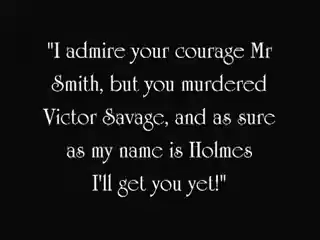 "I admire your courage Mr
Smith, but you murdered
Victor Savage, and as sure
as my name is Holmes
I'll get you yet!"